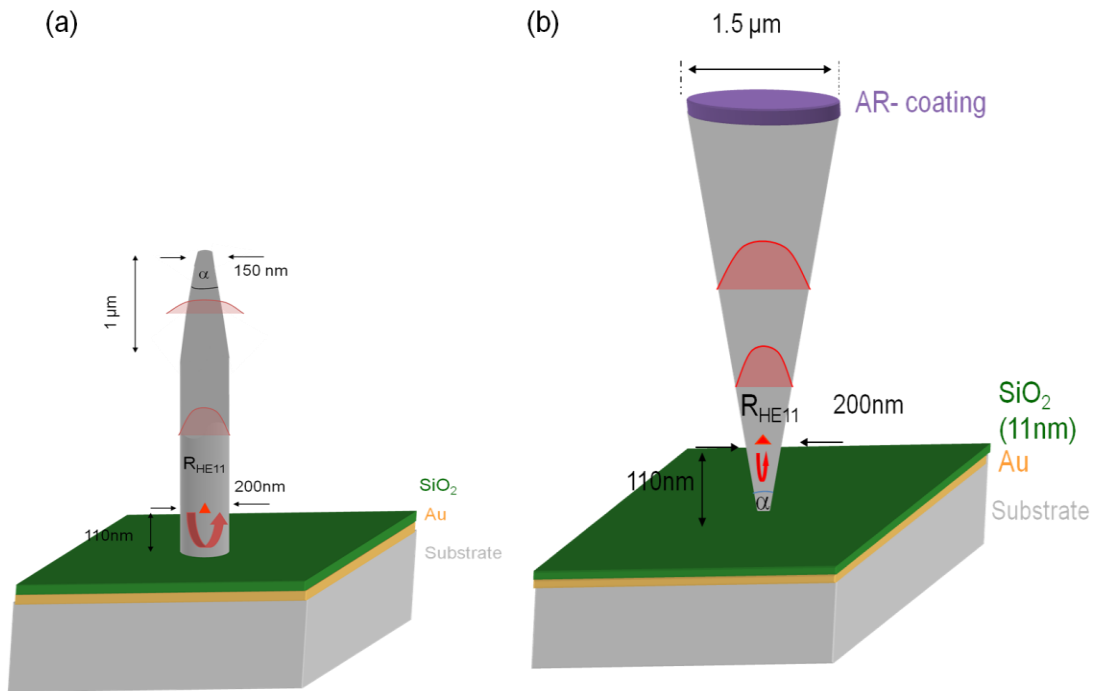 (a)
150 nm
α
1 µm
R_HE11
200nm
110nm
SiO₂
Au
Substrate
(b)
1.5 µm
AR- coating
R_HE11
200nm
110nm
α
SiO₂
(11nm)
Au
Substrate